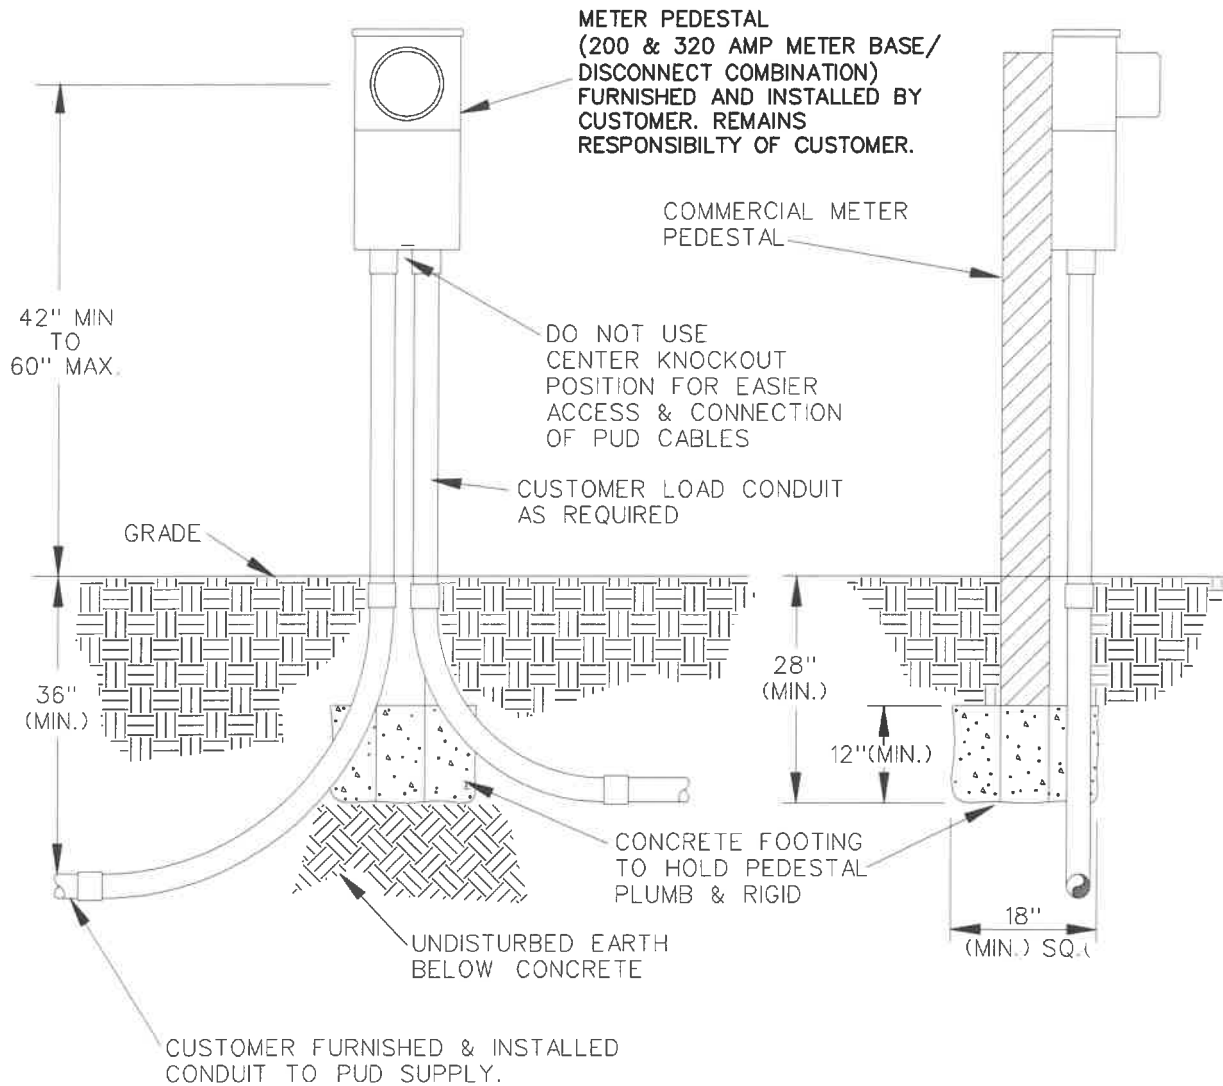 METER PEDESTAL
(200 & 320 AMP METER BASE/
DISCONNECT COMBINATION)
FURNISHED AND INSTALLED BY
CUSTOMER. REMAINS
RESPONSIBILTY OF CUSTOMER.
COMMERCIAL METER
PEDESTAL
42" MIN
TO
60" MAX.
DO NOT USE
CENTER KNOCKOUT
POSITION FOR EASIER
ACCESS & CONNECTION
OF PUD CABLES
CUSTOMER LOAD CONDUIT
AS REQUIRED
GRADE
36"
(MIN.)
28"
(MIN.)
12"(MIN.)
CONCRETE FOOTING
TO HOLD PEDESTAL
PLUMB & RIGID
18"
(MIN.) SQ.(
UNDISTURBED EARTH
BELOW CONCRETE
CUSTOMER FURNISHED & INSTALLED
CONDUIT TO PUD SUPPLY.